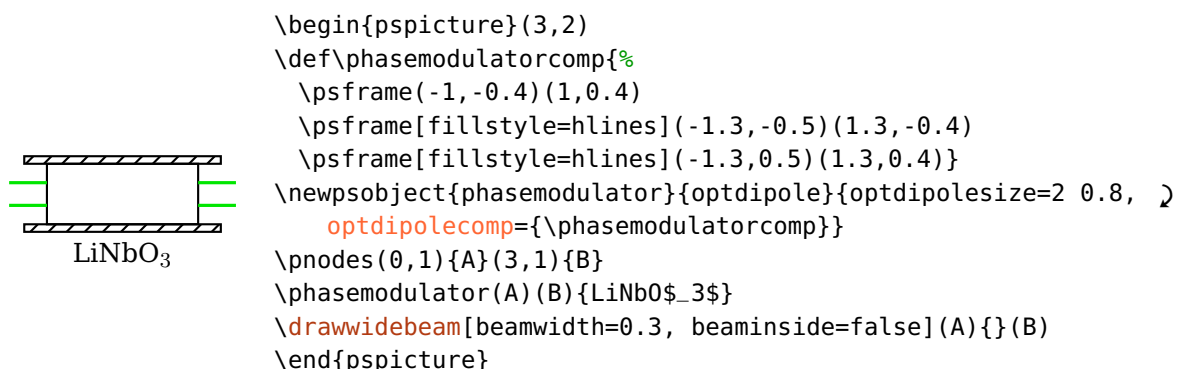 LiNbO₃
\begin{pspicture}(3,2)
\def\phasemodulatorcomp{%
  \psframe(-1,-0.4)(1,0.4)
  \psframe[fillstyle=hlines](-1.3,-0.5)(1.3,-0.4)
  \psframe[fillstyle=hlines](-1.3,0.5)(1.3,0.4)}
\newpsobject{phasemodulator}{optdipole}{optdipolesize=2 0.8,
    optdipolecomp={\phasemodulatorcomp}}
\pnodes(0,1){A}(3,1){B}
\phasemodulator(A)(B){LiNbO$_3$}
\drawwidebeam[beamwidth=0.3, beaminside=false](A){}(B)
\end{pspicture}